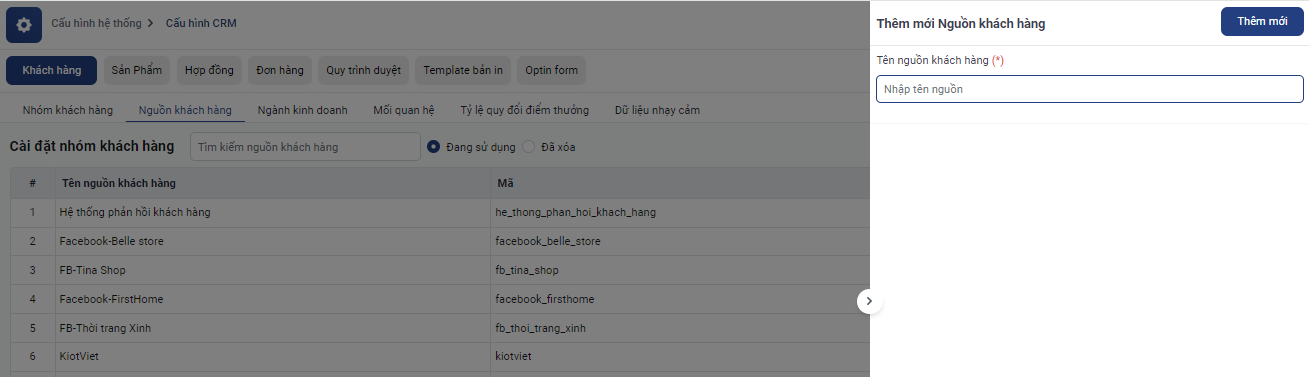 Cấu hình hệ thống > Cấu hình CRM
Khách hàng Sản Phẩm Hợp đồng Đơn hàng Quy trình duyệt Template bản in Optin form
Nhóm khách hàng Nguồn khách hàng Ngành kinh doanh Mối quan hệ Tỷ lệ quy đổi điểm thưởng Dữ liệu nhạy cảm
Cài đặt nhóm khách hàng Tìm kiếm nguồn khách hàng Đang sử dụng Đã xóa
# Tên nguồn khách hàng Mã
1 Hệ thống phản hồi khách hàng he_thong_phan_hoi_khach_hang
2 Facebook-Belle store facebook_belle_store
3 FB-Tina Shop fb_tina_shop
4 Facebook-FirstHome facebook_firsthome
5 FB-Thời trang Xinh fb_thoi_trang_xinh
6 KiotViet kiotviet
Thêm mới Nguồn khách hàng Thêm mới
Tên nguồn khách hàng (*)
Nhập tên nguồn